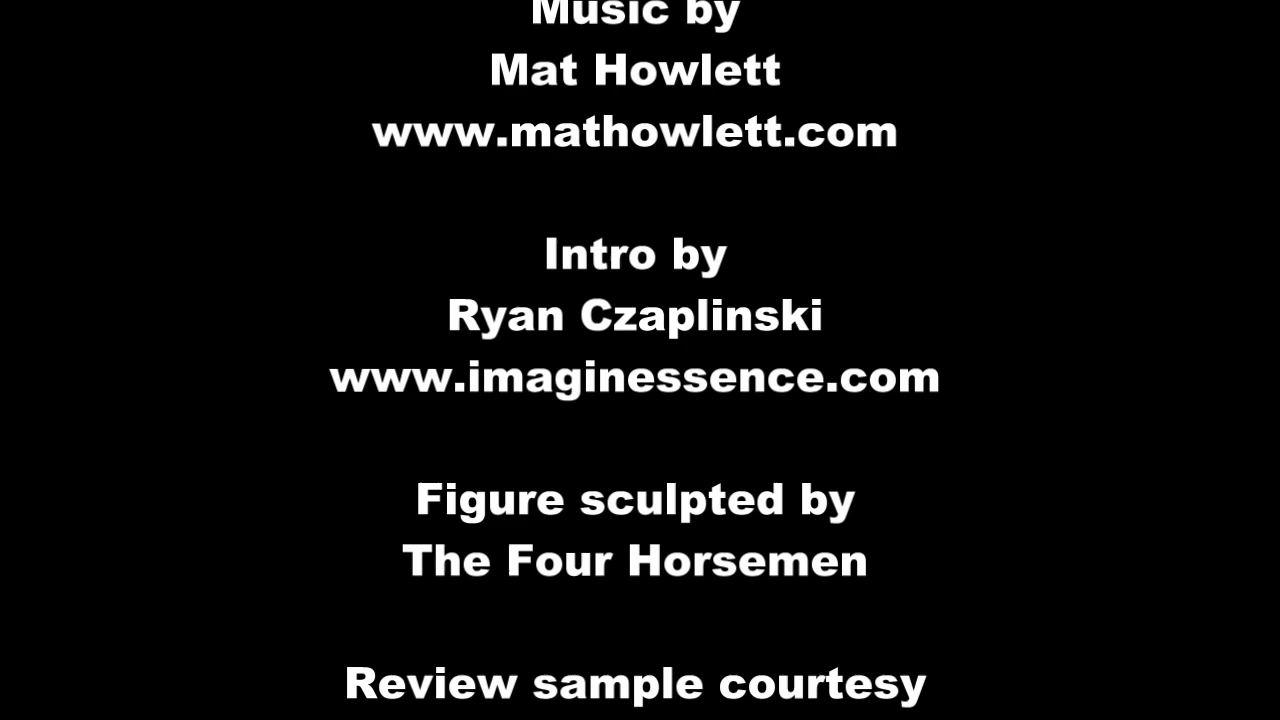 Music by
Mat Howlett
www.mathowlett.com
Intro by
Ryan Czaplinski
www.imaginessence.com
Figure sculpted by
The Four Horsemen
Review sample courtesy